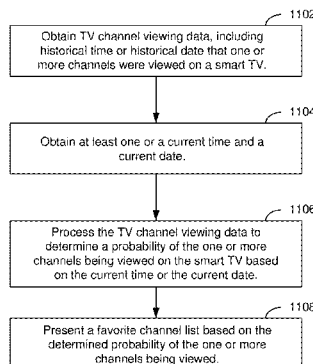 1102
Obtain TV channel viewing data, including
historical time or historical date that one or
more channels were viewed on a smart TV.
1104
Obtain at least one or a current time and a
current date.
1106
Process the TV channel viewing data to
determine a probability of the one or more
channels being viewed on the smart TV based
on the current time or the current date.
1108
Present a favorite channel list based on the
determined probability of the one or more
channels being viewed.